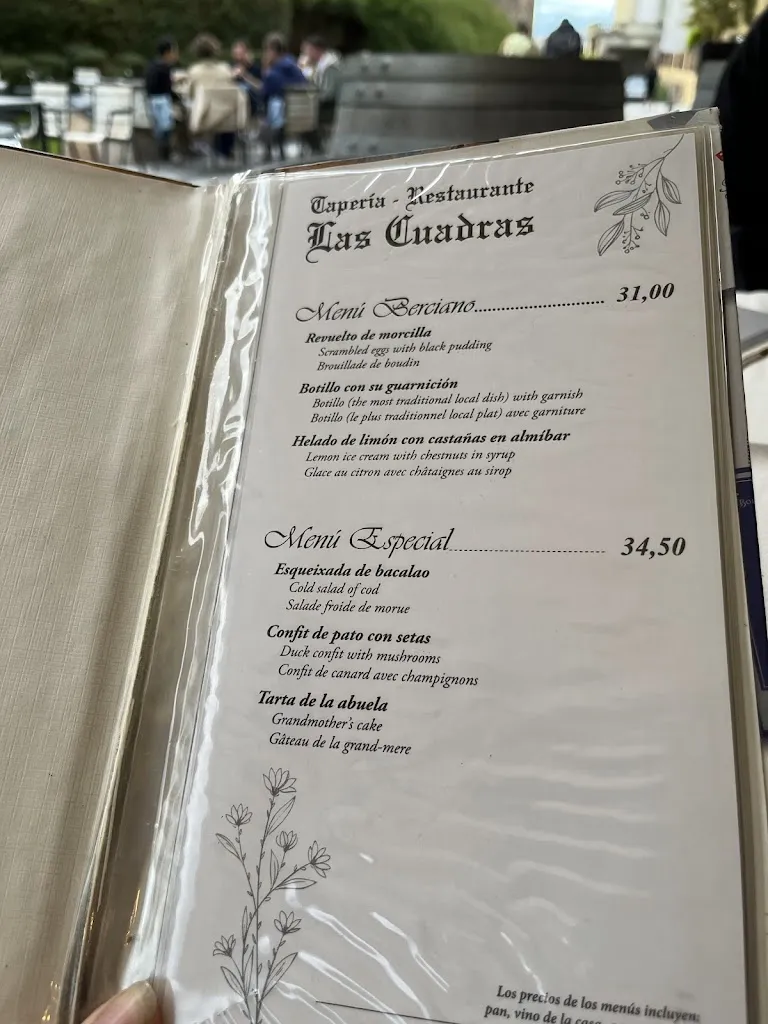 Tapería - Restaurante
Las Cuadras
Menú Berciano........................... 31,00
Revuelto de morcilla
Scrambled eggs with black pudding
Brouillade de boudin
Botillo con su guarnición
Botillo (the most traditional local dish) with garnish
Botillo (le plus traditionnel local plat) avec garniture
Helado de limón con castañas en almíbar
Lemon ice cream with chestnuts in syrup
Glace au citron avec châtaignes au sirop
Menú Especial........................... 34,50
Esqueixada de bacalao
Cold salad of cod
Salade froide de morue
Confit de pato con setas
Duck confit with mushrooms
Confit de canard avec champignons
Tarta de la abuela
Grandmother's cake
Gâteau de la grand-mere
Los precios de los menús incluyen:
pan, vino de la casa,